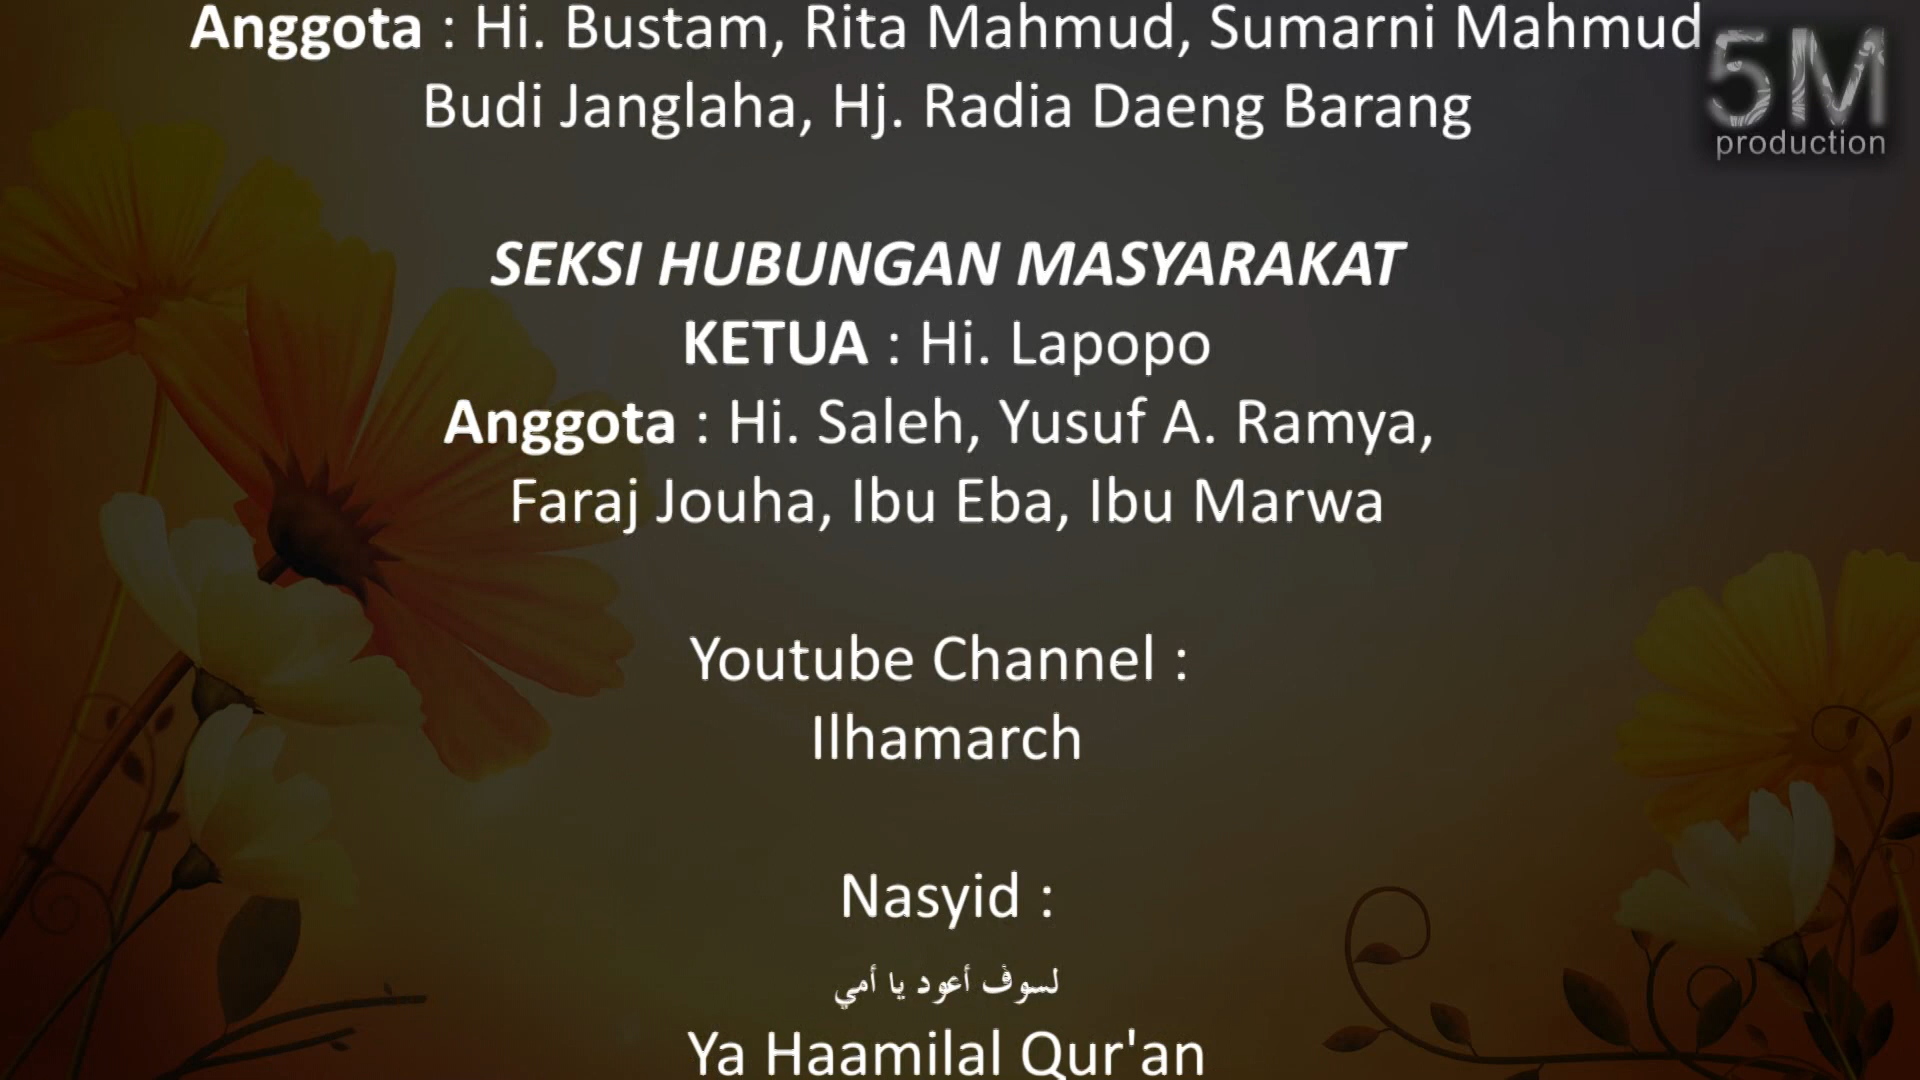 Anggota : Hi. Bustam, Rita Mahmud, Sumarni Mahmud
Budi Janglaha, Hj. Radia Daeng Barang
5M
production
SEKSI HUBUNGAN MASYARAKAT
KETUA : Hi. Lapopo
Anggota : Hi. Saleh, Yusuf A. Ramya,
Faraj Jouha, Ibu Eba, Ibu Marwa
Youtube Channel :
Ilhamarch
Nasyid :
لسوف أعود يا أمي
Ya Haamilal Qur'an